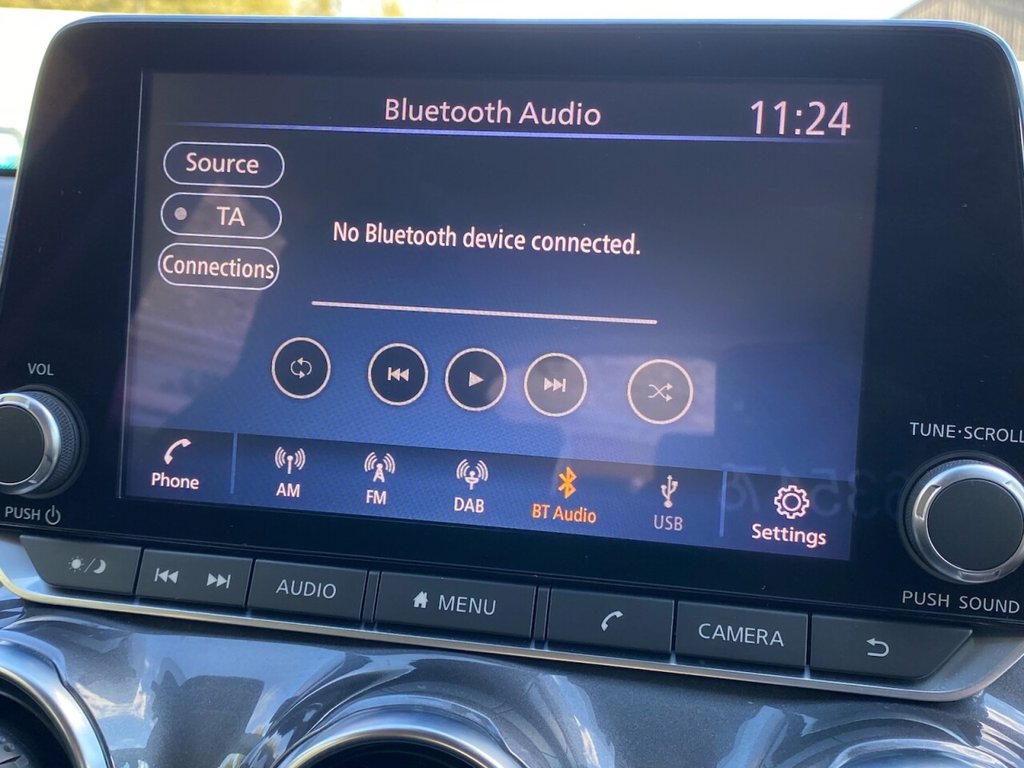 Bluetooth Audio
11:24
Source
TA
Connections
No Bluetooth device connected.
VOL
PUSH
Phone
AM
FM
DAB
BT Audio
USB
Settings
TUNE·SCROLL
PUSH SOUND
AUDIO
MENU
CAMERA